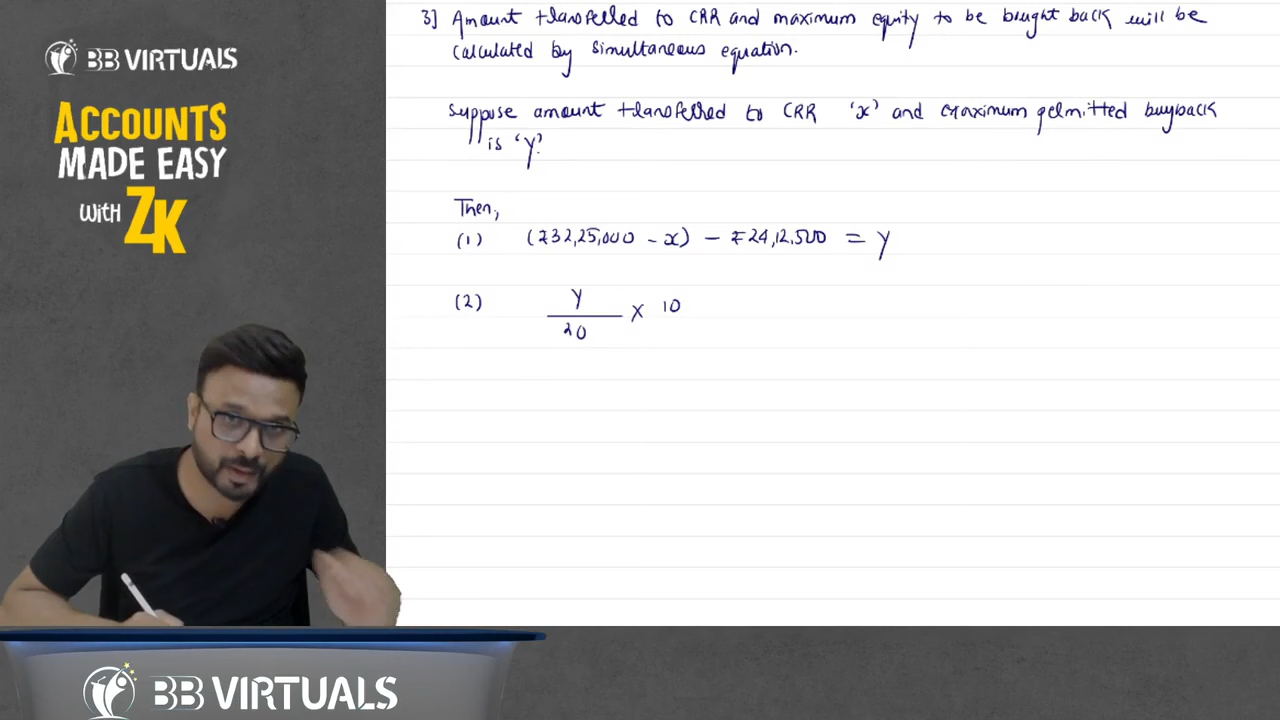 BB VIRTUALS
ACCOUNTS
MADE EASY
WITH ZK
3] Amount transferred to CRR and maximum equity to be bought back will be
calculated by simultaneous equation.
Suppose amount transferred to CRR 'x' and maximum permitted buyback
is 'Y'.
Then,
(1) (₹32,25,000 - x) - ₹24,12,500 = Y
(2) Y/20 × 10
BB VIRTUALS